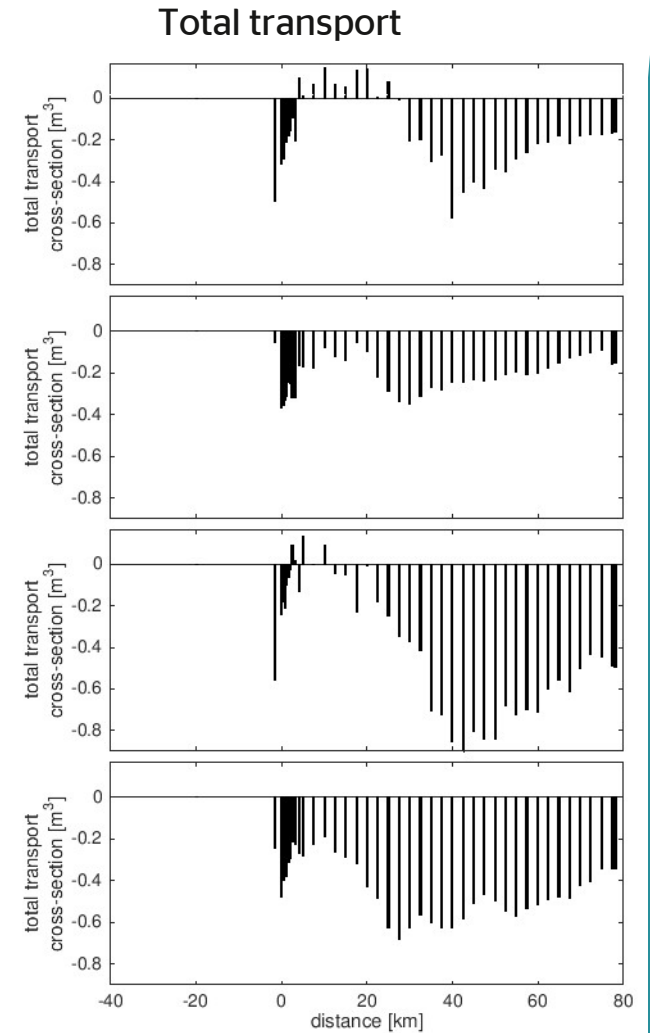 Total transport
0
-0.2
-0.4
-0.6
-0.8
total transport
cross-section [m³]
0
-0.2
-0.4
-0.6
-0.8
total transport
cross-section [m³]
0
-0.2
-0.4
-0.6
-0.8
total transport
cross-section [m³]
0
-0.2
-0.4
-0.6
-0.8
total transport
cross-section [m³]
-40 -20 0 20 40 60 80
distance [km]